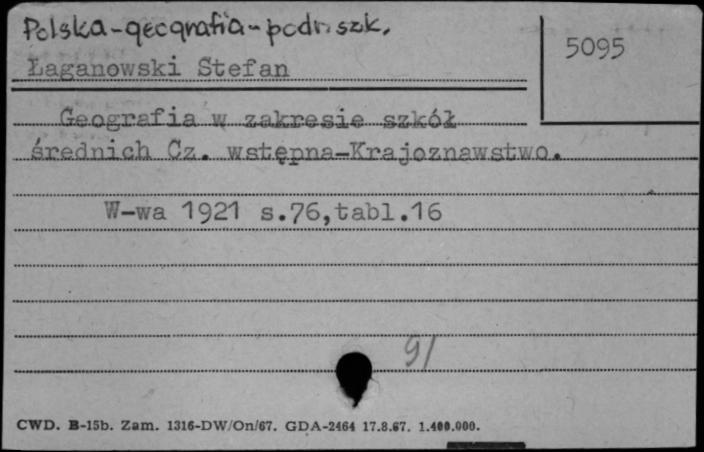 Polska-geografia-podr. szk.
5095
Łaganowski Stefan
Geografia w zakresie szkół
średnich Cz. wstępna-Krajoznawstwo.
W-wa 1921 s.76,tabl.16
91
CWD. B-15b. Zam. 1316-DW/On/67. GDA-2464 17.8.67. 1.400.000.